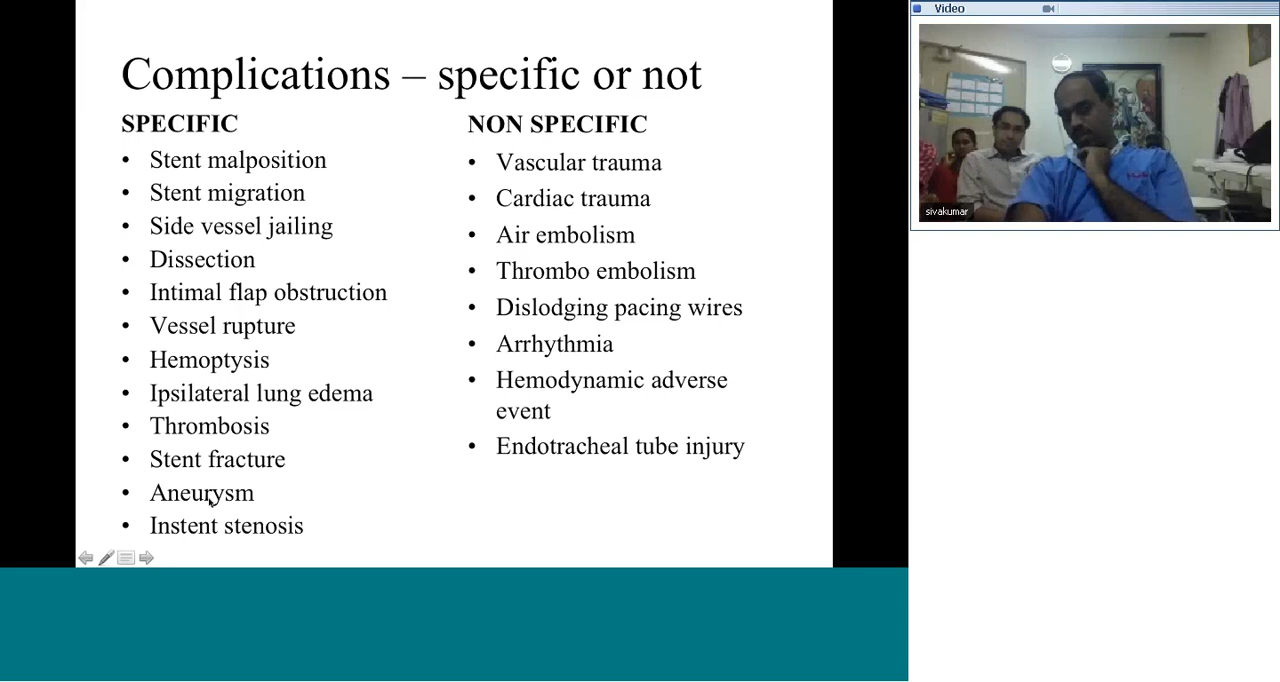 Complications – specific or not
SPECIFIC
• Stent malposition
• Stent migration
• Side vessel jailing
• Dissection
• Intimal flap obstruction
• Vessel rupture
• Hemoptysis
• Ipsilateral lung edema
• Thrombosis
• Stent fracture
• Aneurysm
• Instent stenosis
NON SPECIFIC
• Vascular trauma
• Cardiac trauma
• Air embolism
• Thrombo embolism
• Dislodging pacing wires
• Arrhythmia
• Hemodynamic adverse
event
• Endotracheal tube injury
Video
sivakumar